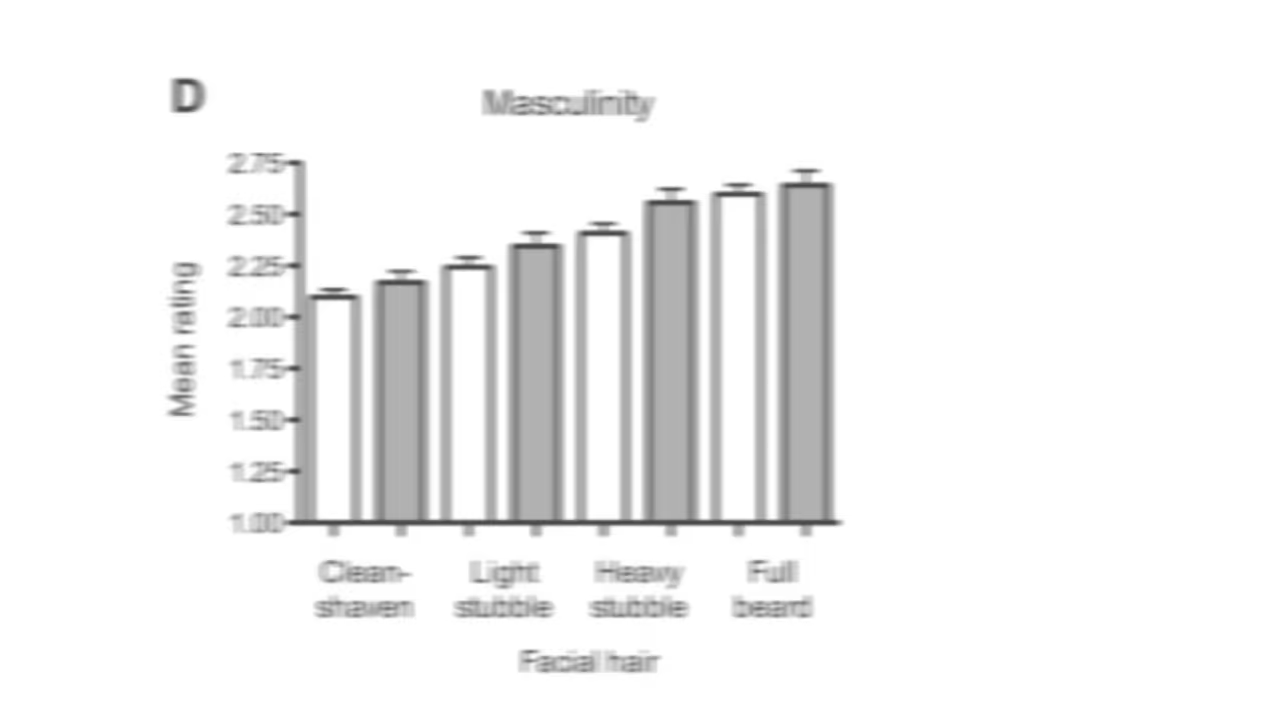 D
Masculinity
2.75
2.50
2.25
2.00
1.75
1.50
1.25
1.00
Mean rating
Clean-
shaven
Light
stubble
Heavy
stubble
Full
beard
Facial hair